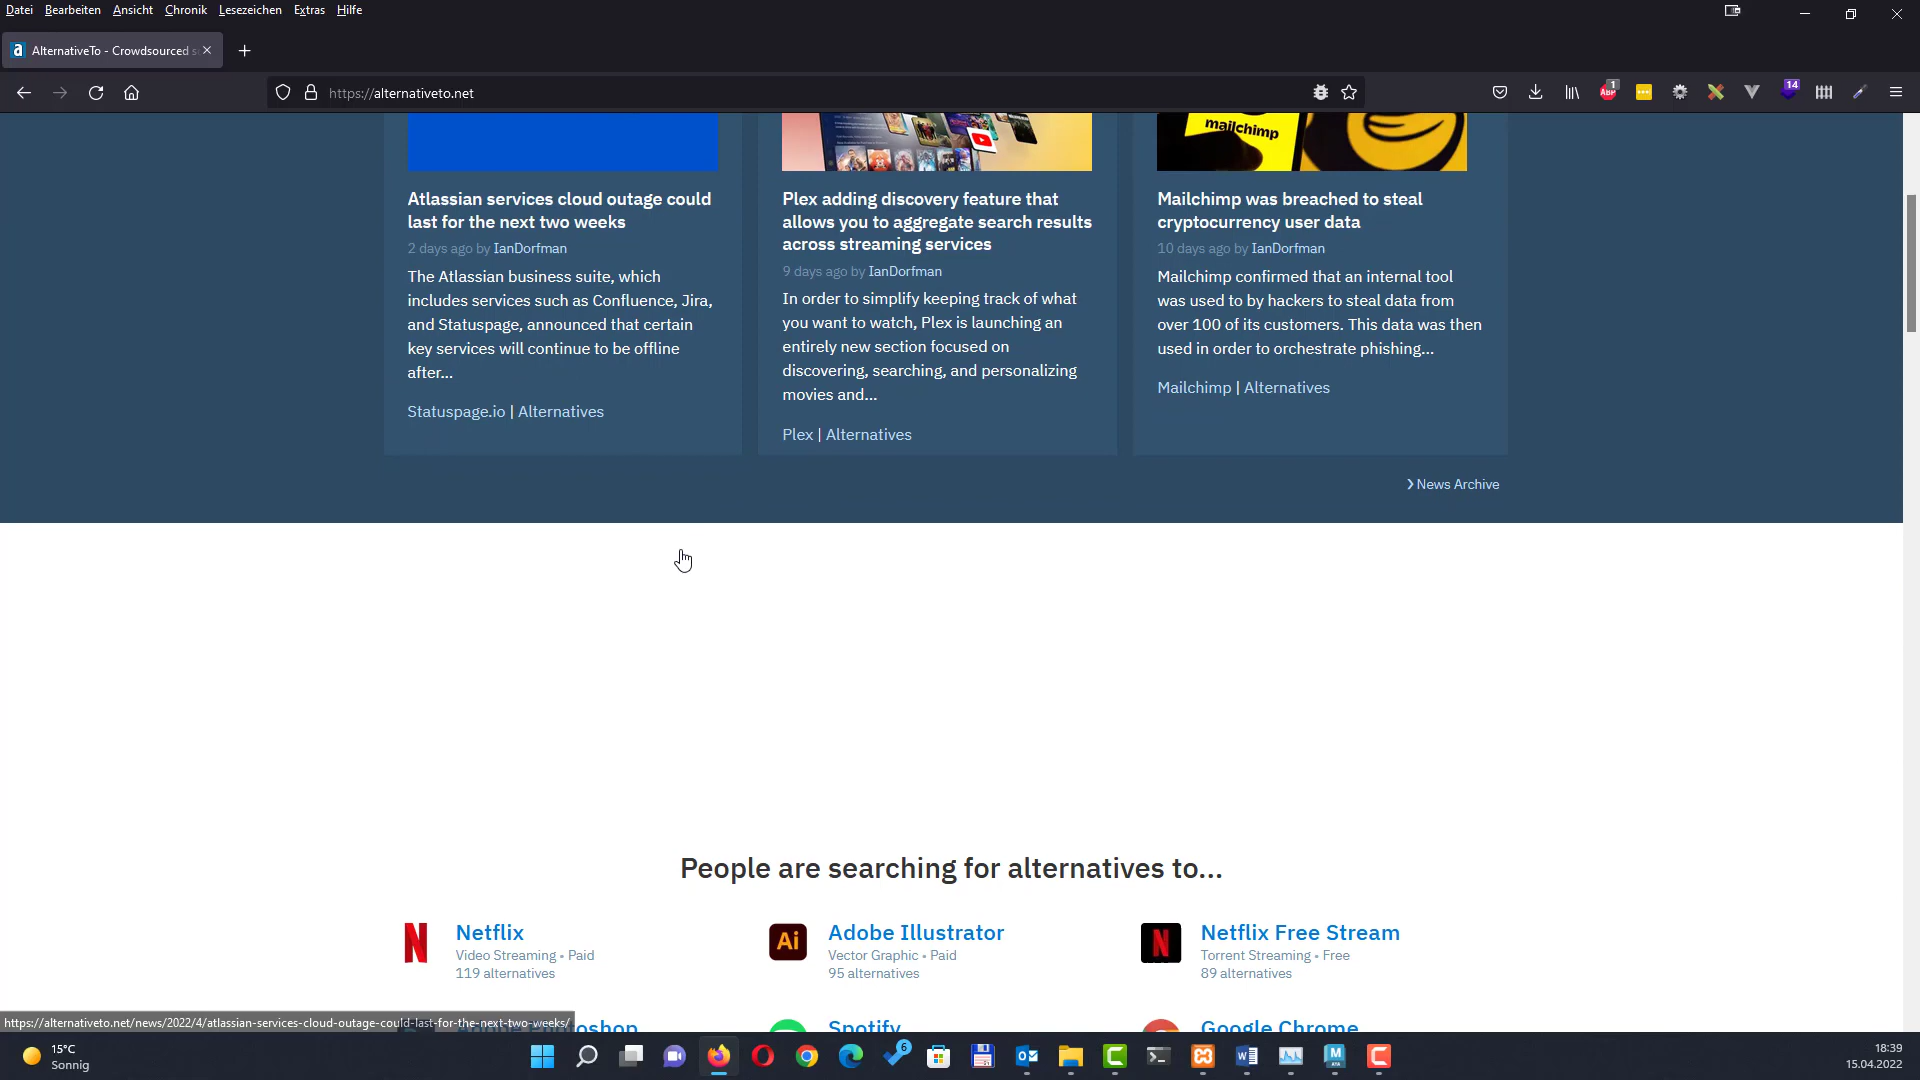 Datei Bearbeiten Ansicht Chronik Lesezeichen Extras Hilfe
a AlternativeTo - Crowdsourced s
https://alternativeto.net
1
ABP
14
mailchimp
Atlassian services cloud outage could
last for the next two weeks
2 days ago by IanDorfman
The Atlassian business suite, which
includes services such as Confluence, Jira,
and Statuspage, announced that certain
key services will continue to be offline
after...
Statuspage.io | Alternatives
Plex adding discovery feature that
allows you to aggregate search results
across streaming services
9 days ago by IanDorfman
In order to simplify keeping track of what
you want to watch, Plex is launching an
entirely new section focused on
discovering, searching, and personalizing
movies and...
Plex | Alternatives
Mailchimp was breached to steal
cryptocurrency user data
10 days ago by IanDorfman
Mailchimp confirmed that an internal tool
was used to by hackers to steal data from
over 100 of its customers. This data was then
used in order to orchestrate phishing...
Mailchimp | Alternatives
News Archive
People are searching for alternatives to...
N Netflix
Video Streaming • Paid
119 alternatives
Ai Adobe Illustrator
Vector Graphic • Paid
95 alternatives
N Netflix Free Stream
Torrent Streaming • Free
89 alternatives
Spotify
Google Chrome
https://alternativeto.net/news/2022/4/atlassian-services-cloud-outage-could-last-for-the-next-two-weeks/
15°C
Sonnig
6
18:39
15.04.2022